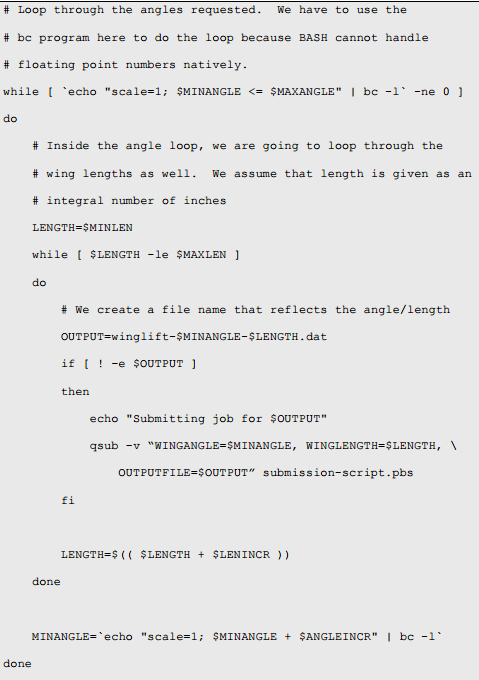 # Loop through the angles requested.  We have to use the
# bc program here to do the loop because BASH cannot handle
# floating point numbers natively.
while [ `echo "scale=1; $MINANGLE <= $MAXANGLE" | bc -l` -ne 0 ]
do
    # Inside the angle loop, we are going to loop through the
    # wing lengths as well.  We assume that length is given as an
    # integral number of inches
    LENGTH=$MINLEN
    while [ $LENGTH -le $MAXLEN ]
    do
        # We create a file name that reflects the angle/length
        OUTPUT=winglift-$MINANGLE-$LENGTH.dat
        if [ ! -e $OUTPUT ]
        then
            echo "Submitting job for $OUTPUT"
            qsub -v “WINGANGLE=$MINANGLE, WINGLENGTH=$LENGTH, \
                OUTPUTFILE=$OUTPUT” submission-script.pbs
        fi

        LENGTH=$(( $LENGTH + $LENINCR ))
    done

    MINANGLE=`echo "scale=1; $MINANGLE + $ANGLEINCR" | bc -l`
done